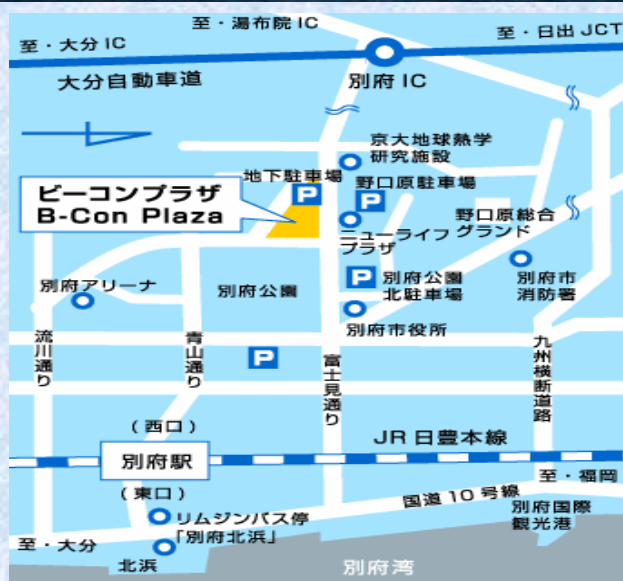 至・湯布院IC
至・大分IC
至・日出JCT
大分自動車道
別府IC
京大地球熱学
研究施設
地下駐車場
P
野口原駐車場
P
ビーコンプラザ
B-Con Plaza
ニューライフ
プラザ
野口原総合
グランド
別府アリーナ
別府公園
P
別府公園
北駐車場
別府市
消防署
別府市役所
流川通り
青山通り
P
富士見通り
九州横断道路
(西口)
JR日豊本線
別府駅
至・福岡
(東口)
国道10号線
リムジンバス停
「別府北浜」
別府国際
観光港
至・大分
北浜
別府湾